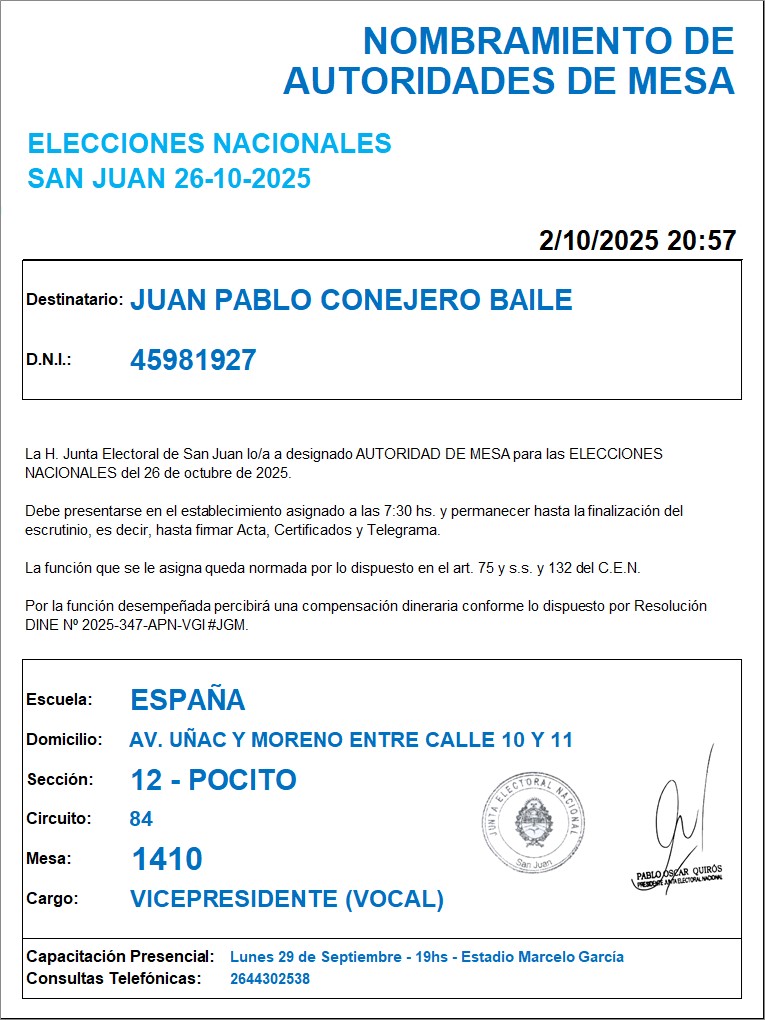 NOMBRAMIENTO DE
AUTORIDADES DE MESA
ELECCIONES NACIONALES
SAN JUAN 26-10-2025
2/10/2025 20:57
Destinatario: JUAN PABLO CONEJERO BAILE
D.N.I.: 45981927
La H. Junta Electoral de San Juan lo/a a designado AUTORIDAD DE MESA para las ELECCIONES
NACIONALES del 26 de octubre de 2025.
Debe presentarse en el establecimiento asignado a las 7:30 hs. y permanecer hasta la finalización del
escrutinio, es decir, hasta firmar Acta, Certificados y Telegrama.
La función que se le asigna queda normada por lo dispuesto en el art. 75 y s.s. y 132 del C.E.N.
Por la función desempeñada percibirá una compensación dineraria conforme lo dispuesto por Resolución
DINE Nº 2025-347-APN-VGI#JGM.
Escuela: ESPAÑA
Domicilio: AV. UÑAC Y MORENO ENTRE CALLE 10 Y 11
Sección: 12 - POCITO
Circuito: 84
Mesa: 1410
Cargo: VICEPRESIDENTE (VOCAL)
JUNTA ELECTORAL NACIONAL
San Juan
PABLO OSCAR QUIRÓS
PRESIDENTE JUNTA ELECTORAL NACIONAL
Capacitación Presencial: Lunes 29 de Septiembre - 19hs - Estadio Marcelo García
Consultas Telefónicas: 2644302538